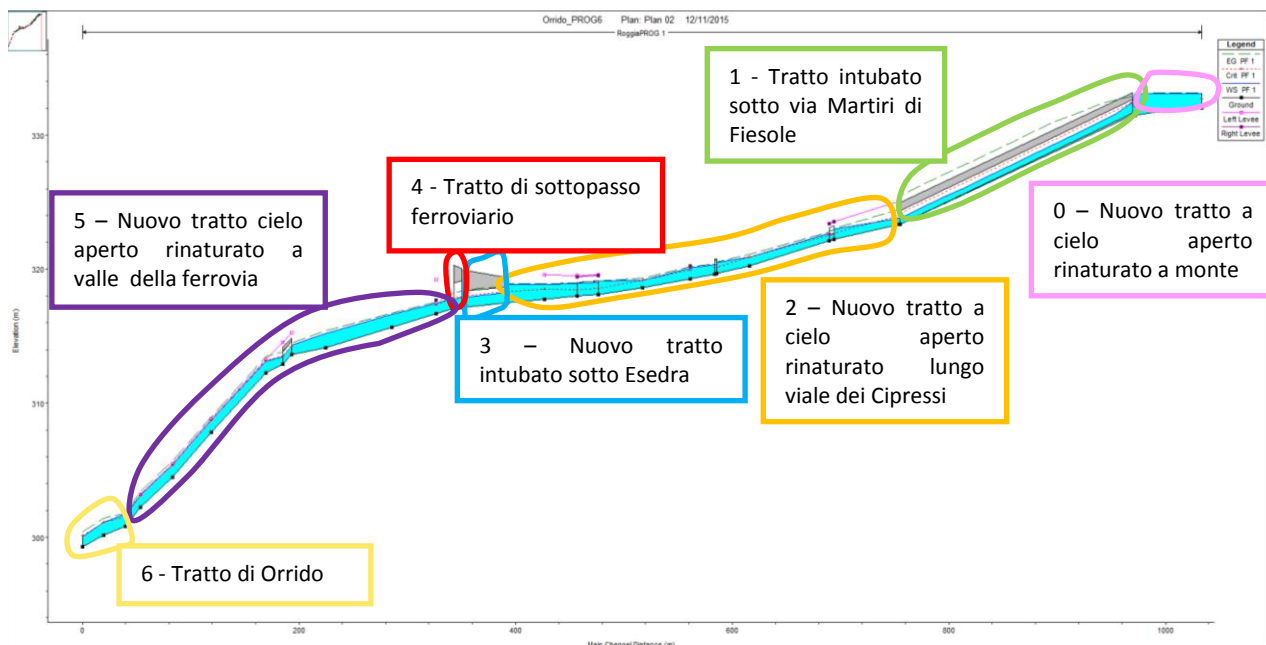 Orrido_PROG6 Plan: Plan 02 12/11/2015
RoggiaPROG 1
Legend
EG PF 1
Crit PF 1
WS PF 1
Ground
Left Levee
Right Levee
1 - Tratto intubato
sotto via Martiri di
Fiesole
4 - Tratto di sottopasso
ferroviario
5 – Nuovo tratto cielo
aperto rinaturato a
valle della ferrovia
0 – Nuovo tratto a
cielo aperto
rinaturato a monte
2 – Nuovo tratto a
cielo aperto
rinaturato lungo
viale dei Cipressi
3 – Nuovo tratto
intubato sotto Esedra
6 - Tratto di Orrido
Elevation (m)
330
320
310
300
0
200
400
600
800
1000
Main Channel Distance (m)